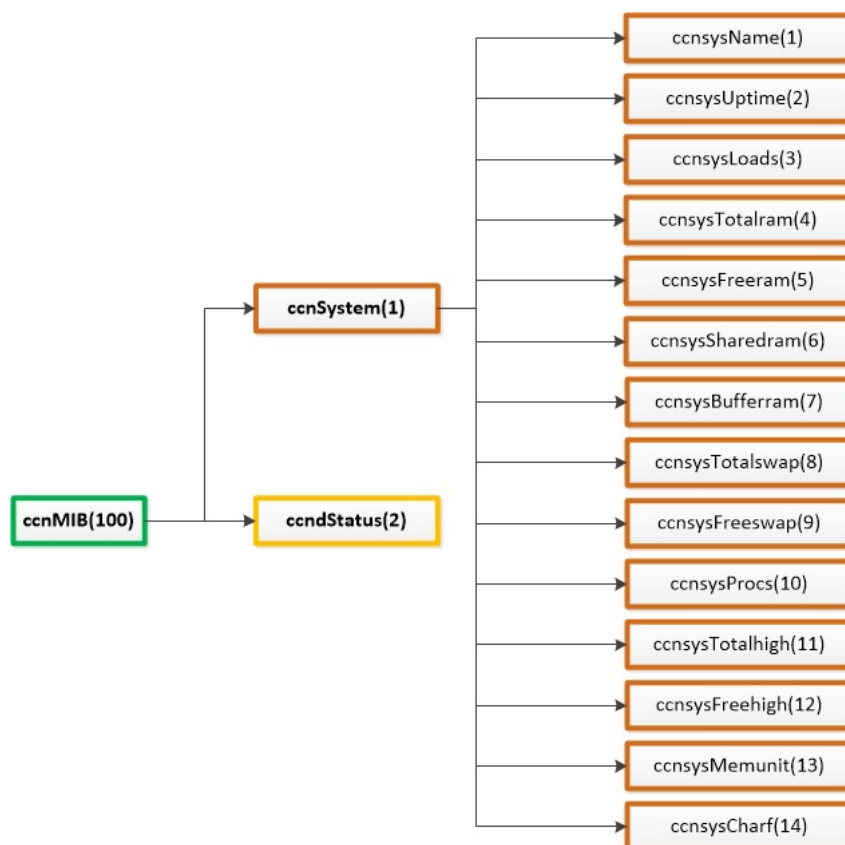 ccnsysName(1)
ccnsysUptime(2)
ccnsysLoads(3)
ccnsysTotalram(4)
ccnsysFreeram(5)
ccnSystem(1)
ccnsysSharedram(6)
ccnsysBufferram(7)
ccnsysTotalswap(8)
ccnMIB(100)
ccndStatus(2)
ccnsysFreeswap(9)
ccnsysProcs(10)
ccnsysTotalhigh(11)
ccnsysFreehigh(12)
ccnsysMemunit(13)
ccnsysCharf(14)